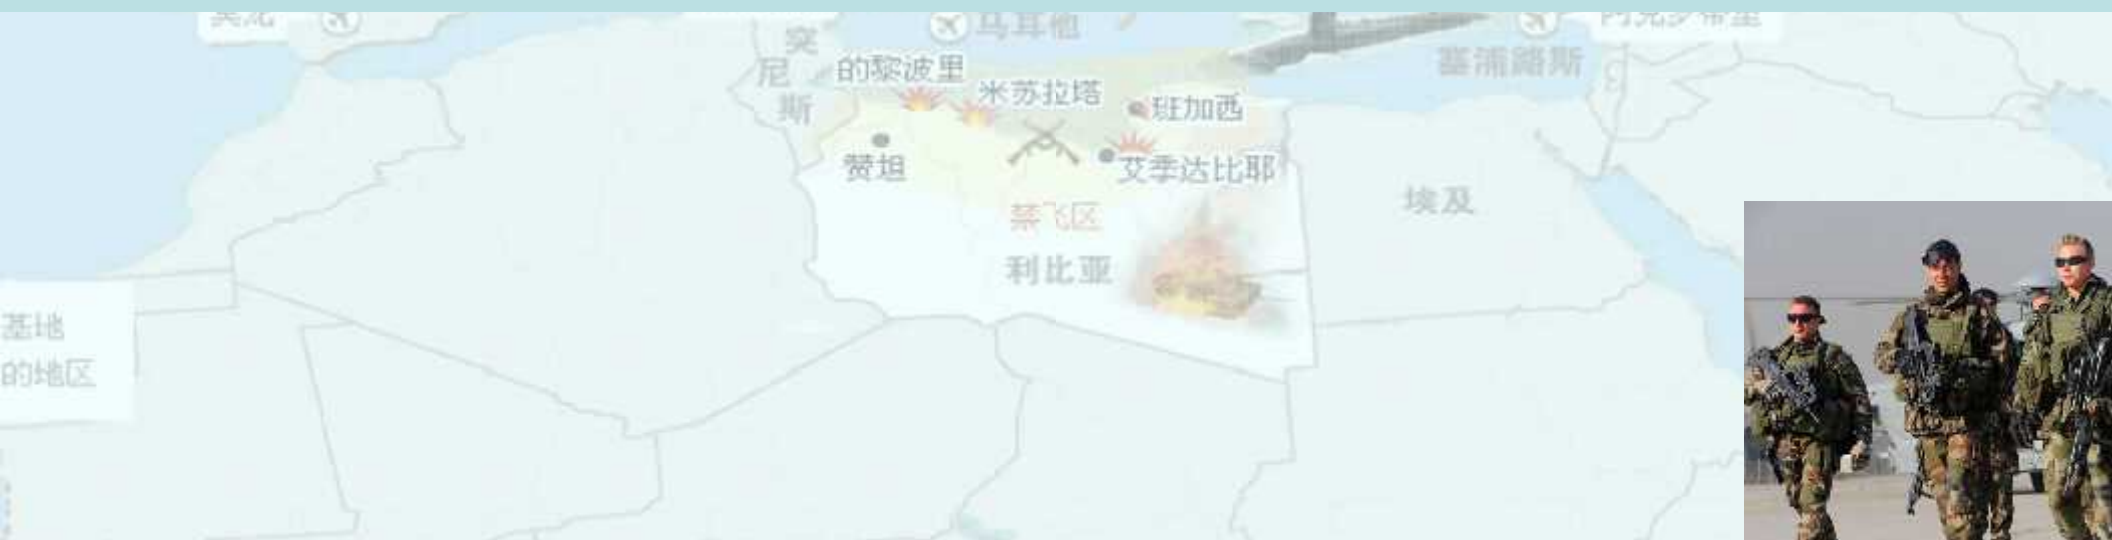 马耳他
突
尼
斯
塞浦路斯
的黎波里
米苏拉塔
班加西
赞坦
艾季达比耶
埃及
禁飞区
利比亚
基地
的地区